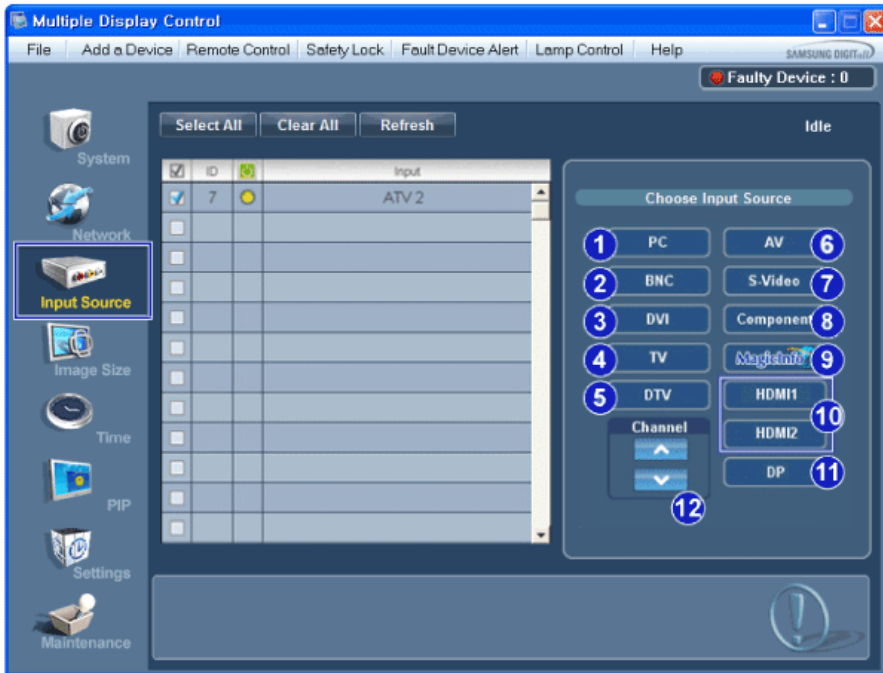 Multiple Display Control
File Add a Device Remote Control Safety Lock Fault Device Alert Lamp Control Help
SAMSUNG DIGITall
Faulty Device : 0
Select All Clear All Refresh
Idle
System
Network
Input Source
Image Size
Time
PIP
Settings
Maintenance
ID Input
7 ATV 2
Choose Input Source
1 PC AV 6
2 BNC S-Video 7
3 DVI Component 8
4 TV MagicInfo 9
5 DTV HDMI1
10
Channel HDMI2
DP 11
12